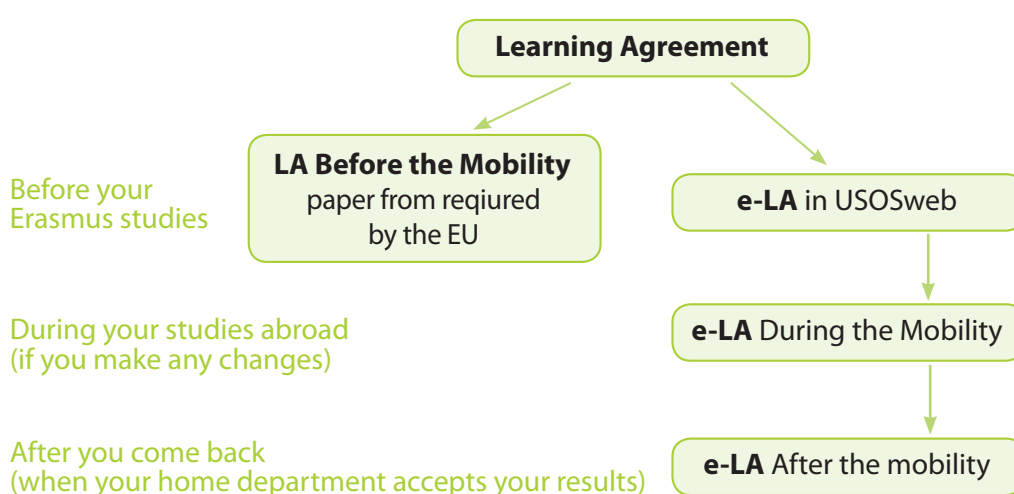 Learning Agreement
LA Before the Mobility
paper from reqiured
by the EU
Before your
Erasmus studies
e-LA in USOSweb
During your studies abroad
(if you make any changes)
e-LA During the Mobility
After you come back
(when your home department accepts your results)
e-LA After the mobility